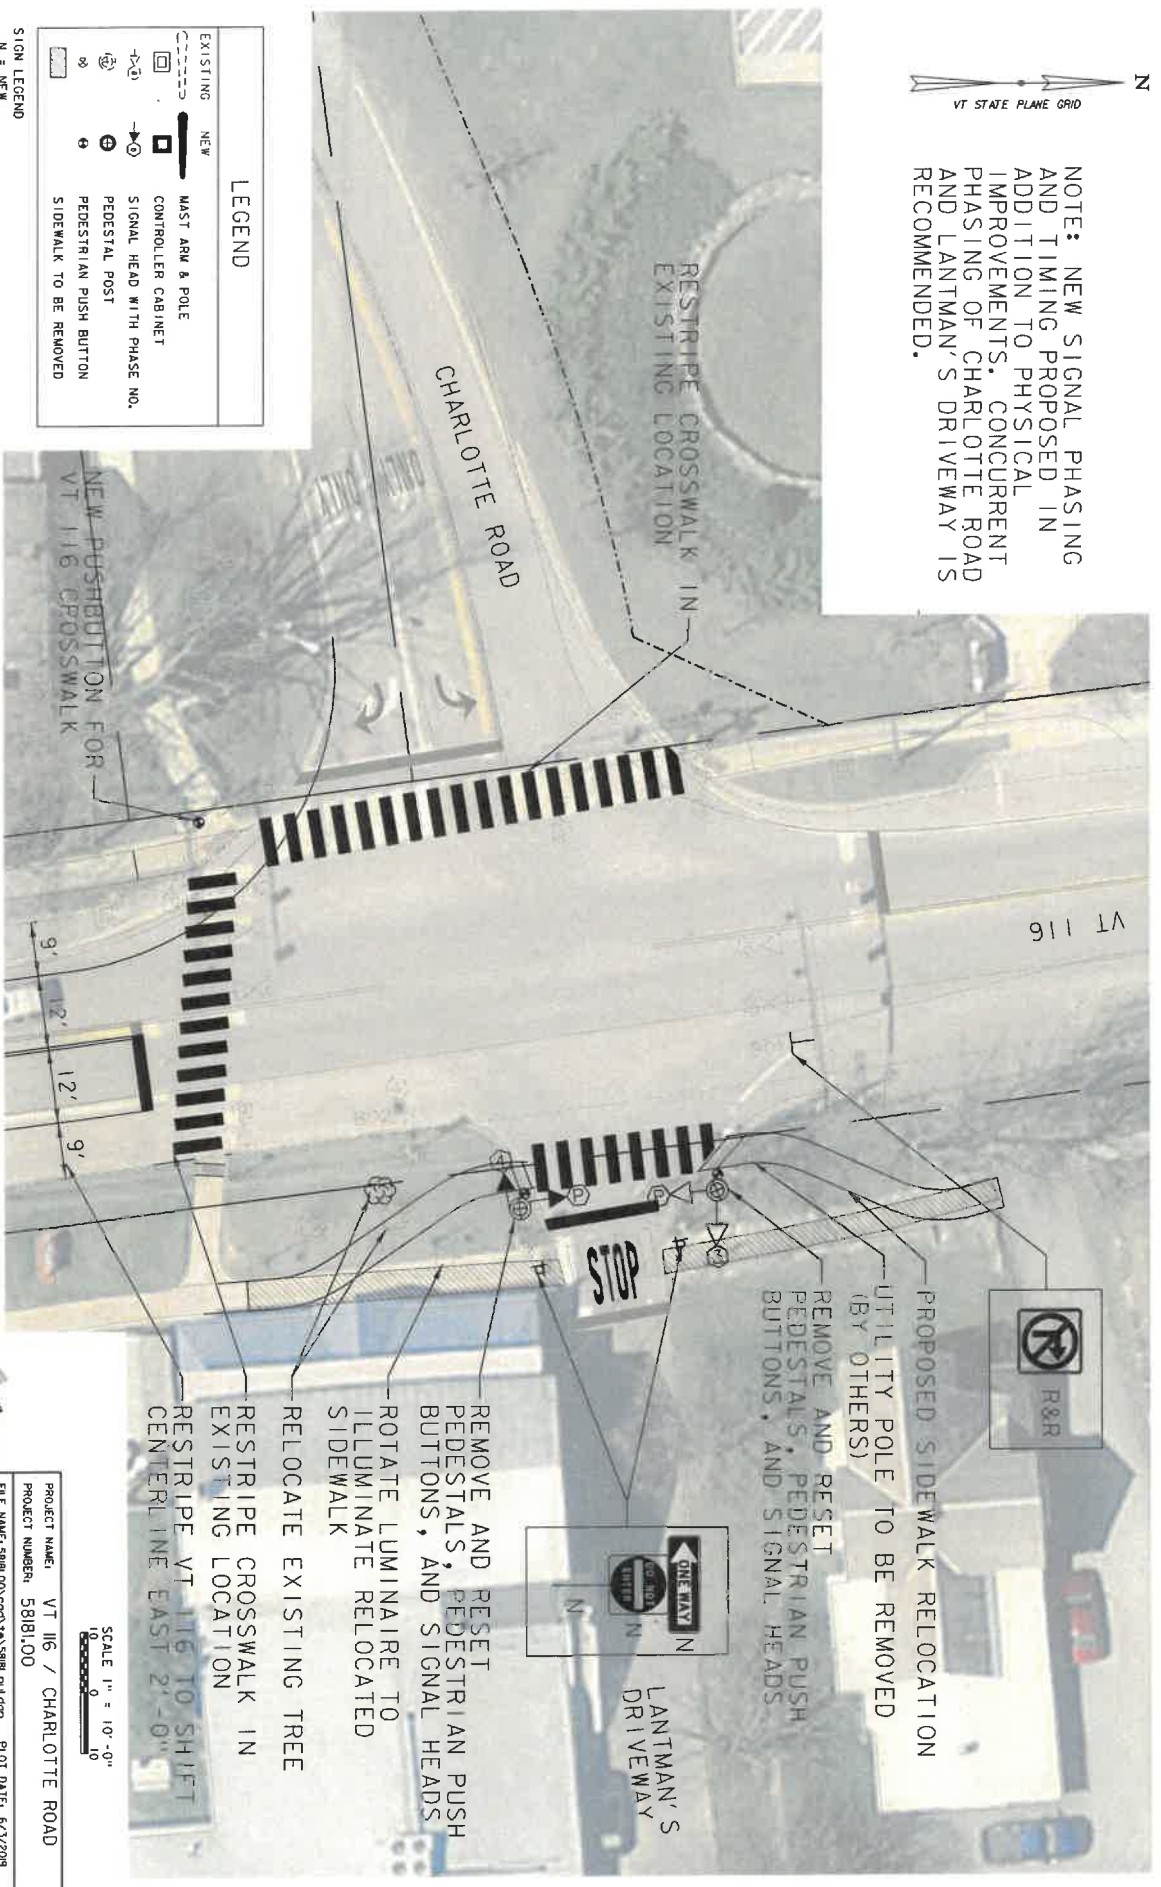 N
VT STATE PLANE GRID
NOTE: NEW SIGNAL PHASING
AND TIMING PROPOSED IN
ADDITION TO PHYSICAL
IMPROVEMENTS. CONCURRENT
PHASING OF CHARLOTTE ROAD
AND LANTMAN'S DRIVEWAY IS
RECOMMENDED.
RESTRIPE CROSSWALK IN
EXISTING LOCATION
CHARLOTTE ROAD
VT 116
ONLY
R&R
PROPOSED SIDEWALK RELOCATION
UTILITY POLE TO BE REMOVED
(BY OTHERS)
REMOVE AND RESET
PEDESTALS, PEDESTRIAN PUSH
BUTTONS, AND SIGNAL HEADS
STOP
P
P
ONE WAY
N
DO NOT
ENTER
N
N
LANTMAN'S
DRIVEWAY
REMOVE AND RESET
PEDESTALS, PEDESTRIAN PUSH
BUTTONS, AND SIGNAL HEADS
ROTATE LUMINAIRE TO
ILLUMINATE RELOCATED
SIDEWALK
RELOCATE EXISTING TREE
RESTRIPE CROSSWALK IN
EXISTING LOCATION
RESTRIPE VT 116 TO SHIFT
CENTERLINE EAST 2'-0"
NEW PUSHBUTTON FOR
VT 116 CROSSWALK
9'
12'
12'
9'
LEGEND
EXISTING NEW
MAST ARM & POLE
CONTROLLER CABINET
SIGNAL HEAD WITH PHASE NO.
PEDESTAL POST
PEDESTRIAN PUSH BUTTON
SIDEWALK TO BE REMOVED
SIGN LEGEND
N = NEW
SCALE 1" = 10'-0"
10 0 10
PROJECT NAME: VT 116 / CHARLOTTE ROAD
PROJECT NUMBER: 58181.00
PLOT DATE: 6/3/2019